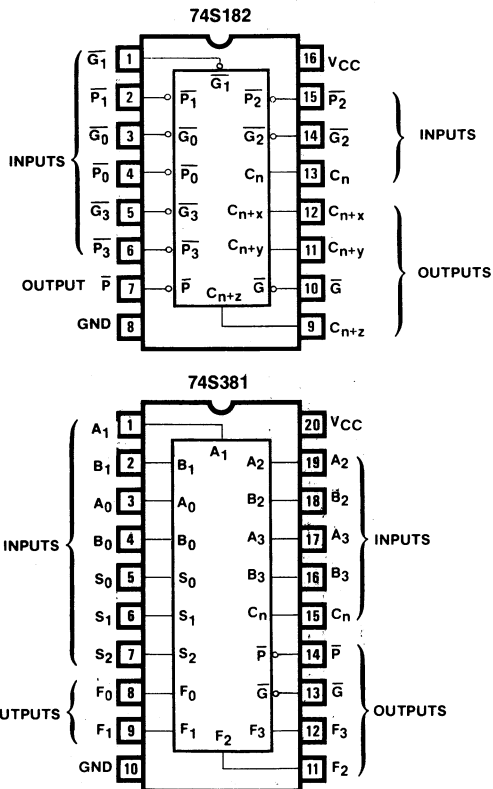 74S182
G̅1̅ 1 G̅1̅ 16 VCC
P̅1̅ 2 P̅1̅ P̅2̅ 15 P̅2̅
G̅0̅ 3 G̅0̅ G̅2̅ 14 G̅2̅ INPUTS
INPUTS P̅0̅ 4 P̅0̅ Cn 13 Cn
G̅3̅ 5 G̅3̅ Cn+x 12 Cn+x
P̅3̅ 6 P̅3̅ Cn+y 11 Cn+y
OUTPUT P̅ 7 P̅ Cn+z G̅ 10 G̅ OUTPUTS
GND 8 9 Cn+z
74S381
A1 1 A1 20 VCC
B1 2 B1 A2 19 A2
A0 3 A0 B2 18 B2
INPUTS B0 4 B0 A3 17 A3 INPUTS
S0 5 S0 B3 16 B3
S1 6 S1 Cn 15 Cn
S2 7 S2 P̅ 14 P̅
F0 8 F0 G̅ 13 G̅
UTPUTS F1 9 F1 F2 F3 12 F3 OUTPUTS
GND 10 11 F2